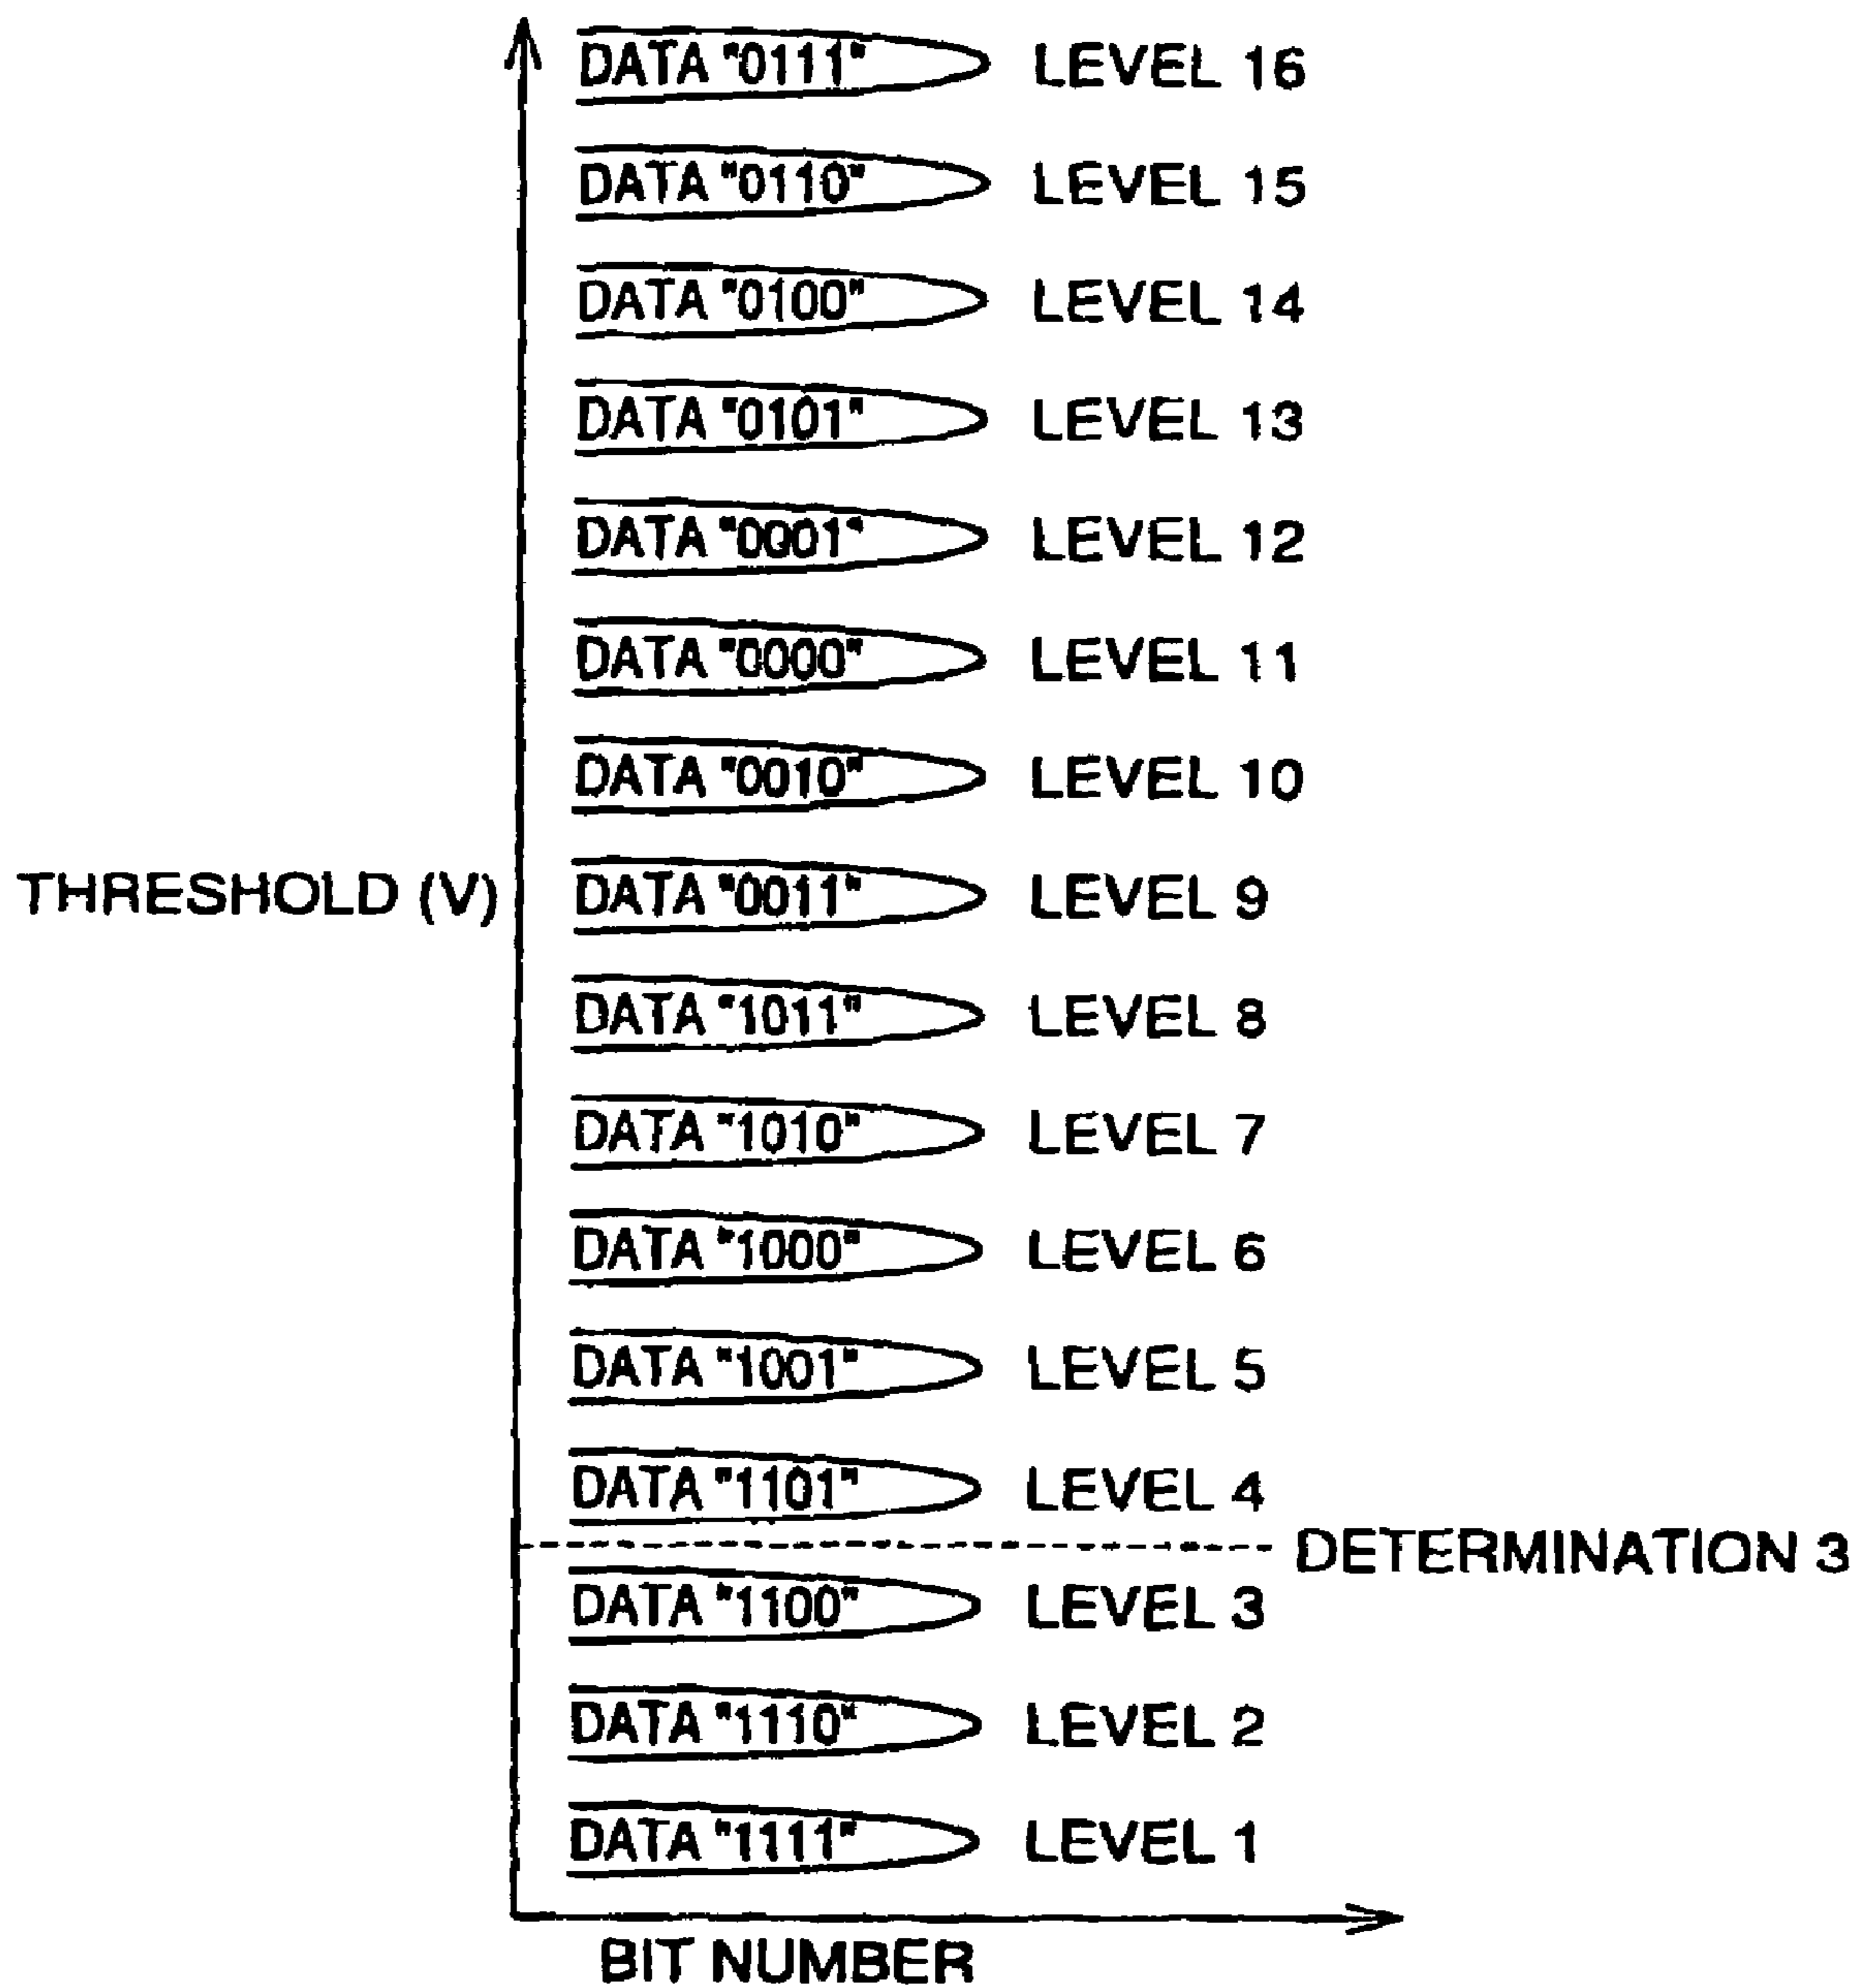 DATA "0111" LEVEL 16
DATA "0110" LEVEL 15
DATA "0100" LEVEL 14
DATA "0101" LEVEL 13
DATA "0001" LEVEL 12
DATA "0000" LEVEL 11
DATA "0010" LEVEL 10
THRESHOLD (V) DATA "0011" LEVEL 9
DATA "1011" LEVEL 8
DATA "1010" LEVEL 7
DATA "1000" LEVEL 6
DATA "1001" LEVEL 5
DATA "1101" LEVEL 4
DETERMINATION 3
DATA "1100" LEVEL 3
DATA "1110" LEVEL 2
DATA "1111" LEVEL 1
BIT NUMBER